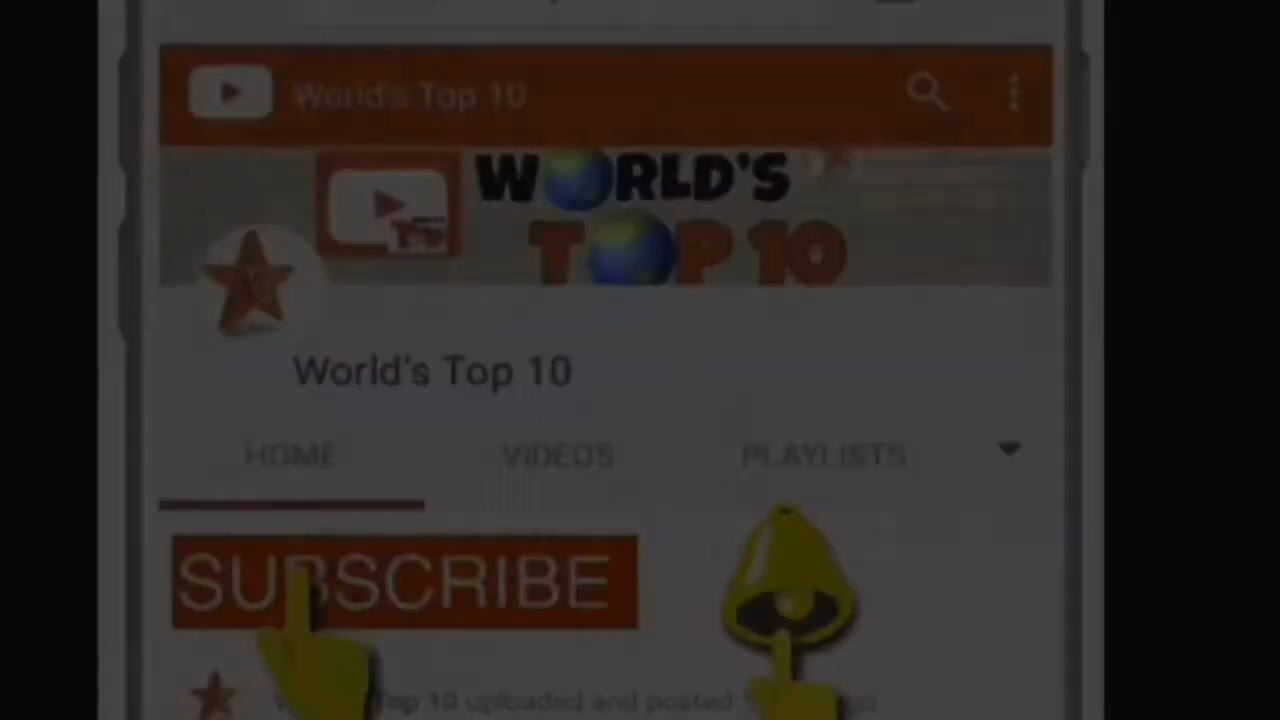 World's Top 10
WORLD'S
TOP 10
World's Top 10
HOME VIDEOS PLAYLISTS
SUBSCRIBE
Top 10 uploaded and posted